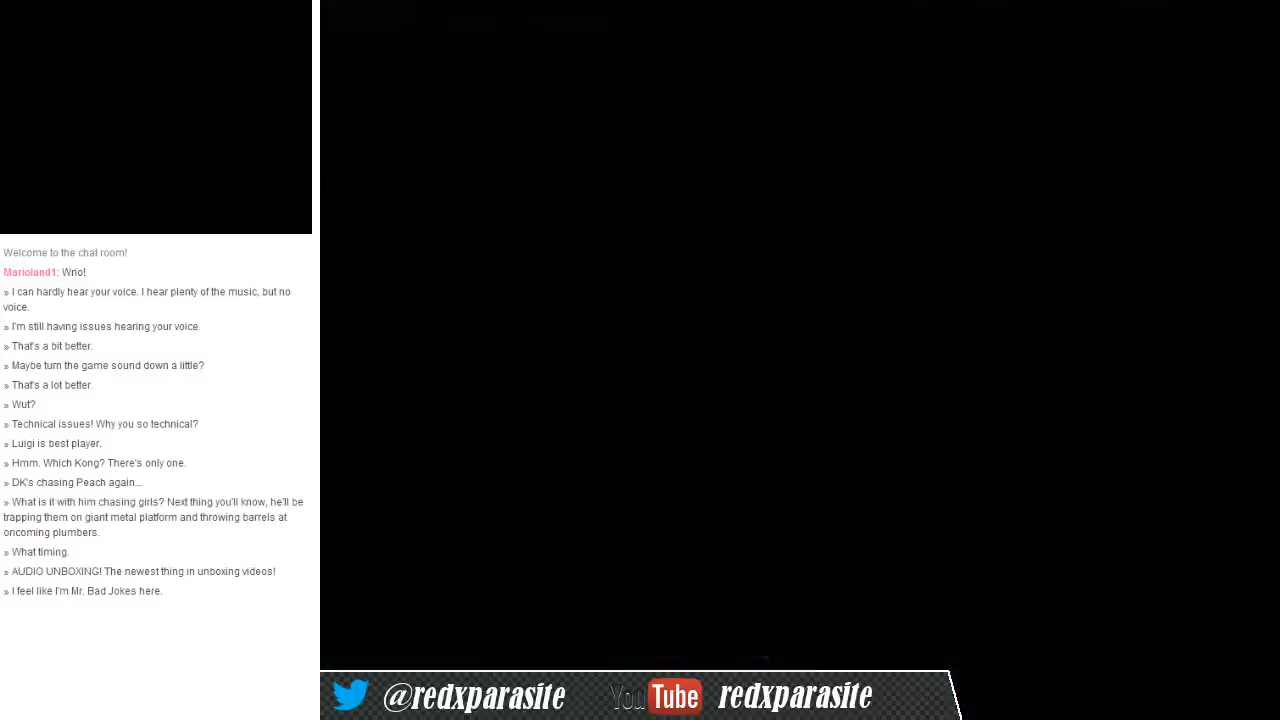 Welcome to the chat room!
Marioland1: Wrio!
» I can hardly hear your voice. I hear plenty of the music, but no
voice.
» I'm still having issues hearing your voice.
» That's a bit better.
» Maybe turn the game sound down a little?
» That's a lot better.
» Wut?
» Technical issues! Why you so technical?
» Luigi is best player.
» Hmm. Which Kong? There's only one.
» DK's chasing Peach again...
» What is it with him chasing girls? Next thing you'll know, he'll be
trapping them on giant metal platform and throwing barrels at
oncoming plumbers.
» What timing.
» AUDIO UNBOXING! The newest thing in unboxing videos!
» I feel like I'm Mr. Bad Jokes here.
@redxparasite YouTube redxparasite